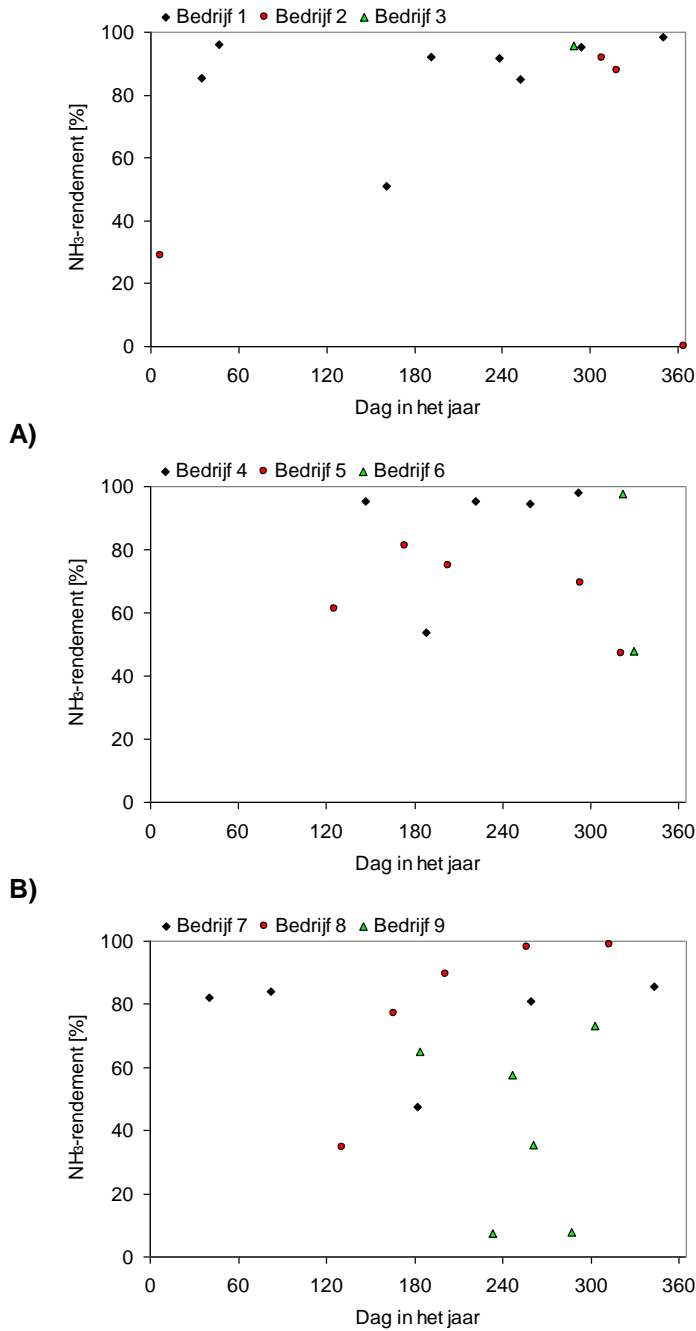 Bedrijf 1 Bedrijf 2 Bedrijf 3
100
80
60
40
20
0
NH₃-rendement [%]
0 60 120 180 240 300 360
Dag in het jaar
A)
Bedrijf 4 Bedrijf 5 Bedrijf 6
100
80
60
40
20
0
NH₃-rendement [%]
0 60 120 180 240 300 360
Dag in het jaar
B)
Bedrijf 7 Bedrijf 8 Bedrijf 9
100
80
60
40
20
0
NH₃-rendement [%]
0 60 120 180 240 300 360
Dag in het jaar